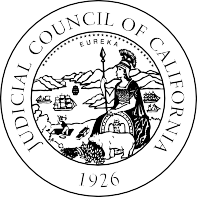 JUDICIAL COUNCIL OF CALIFORNIA
EUREKA
1926